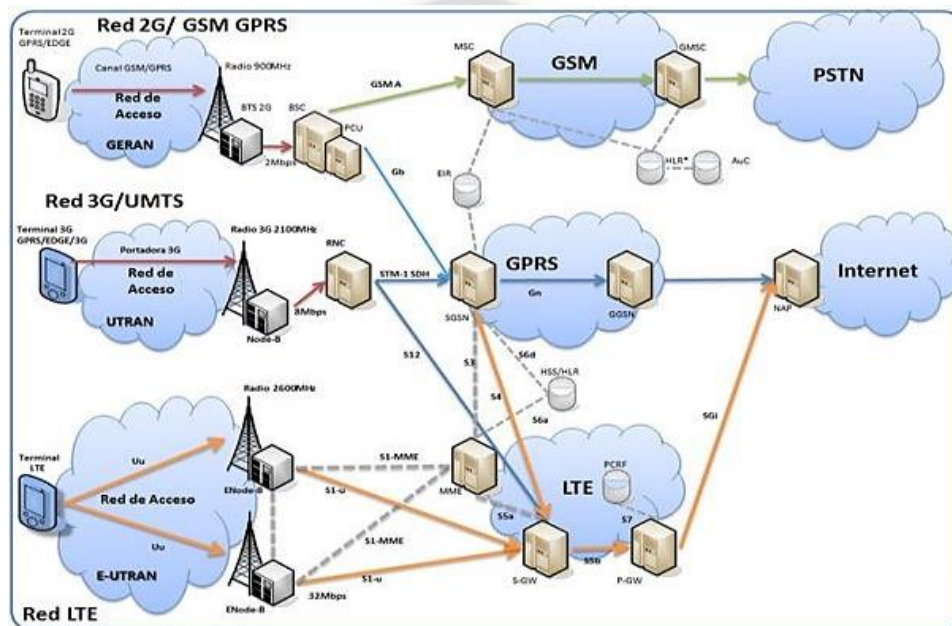 Red 2G/ GSM GPRS
Terminal 2G
GPRS/EDGE
Canal GSM/GPRS
Red de
Acceso
GERAN
Radio 900MHz
BTS 2G
2Mbps
BSC
PCU
GSM A
Gb
MSC
GSM
GMSC
PSTN
EIR
HLR*
AuC
Red 3G/UMTS
Terminal 3G
GPRS/EDGE/3G
Portadora 3G
Red de
Acceso
UTRAN
Radio 3G 2100MHz
Node-B
8Mbps
RNC
STM-1 SDH
SGSN
GPRS
Gn
GGSN
NAP
Internet
S12
S3
S4
S6d
HSS/HLR
S6a
SGi
Radio 2600MHz
Terminal
LTE
Uu
Red de Acceso
Uu
E-UTRAN
ENode-B
ENode-B
S1-MME
S1-u
S1-MME
S1-u
32Mbps
MME
LTE
PCRF
S7
S5a
S-GW
S5b
P-GW
Red LTE